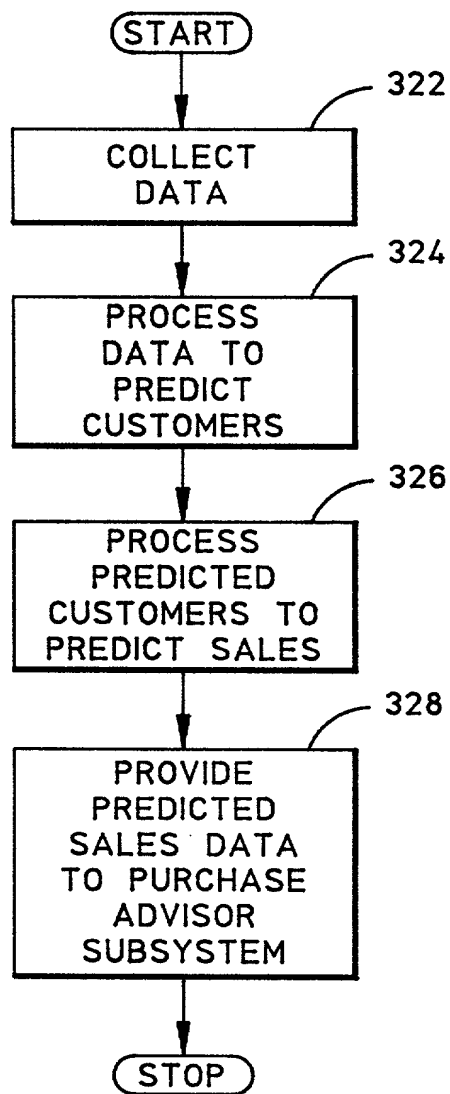 START
322
COLLECT
DATA
324
PROCESS
DATA TO
PREDICT
CUSTOMERS
326
PROCESS
PREDICTED
CUSTOMERS TO
PREDICT SALES
328
PROVIDE
PREDICTED
SALES DATA
TO PURCHASE
ADVISOR
SUBSYSTEM
STOP